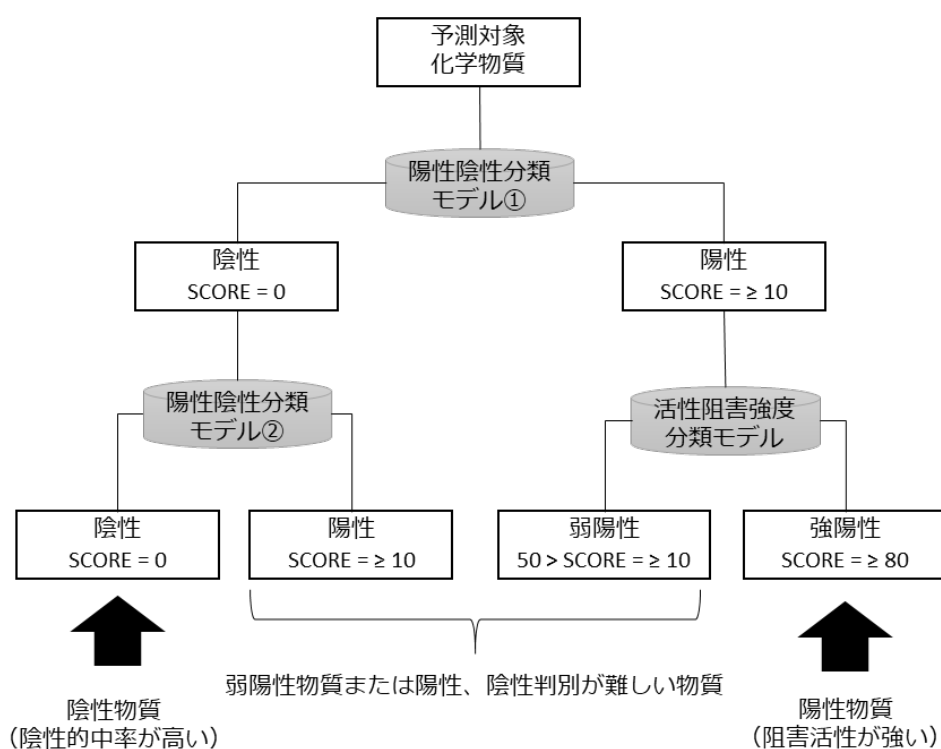 予測対象
化学物質
陽性陰性分類
モデル①
陰性
SCORE = 0
陽性
SCORE = ≥ 10
陽性陰性分類
モデル②
活性阻害強度
分類モデル
陰性
SCORE = 0
陽性
SCORE = ≥ 10
弱陽性
50 > SCORE = ≥ 10
強陽性
SCORE = ≥ 80
弱陽性物質または陽性、陰性判別が難しい物質
陰性物質
(陰性的中率が高い)
陽性物質
(阻害活性が強い)